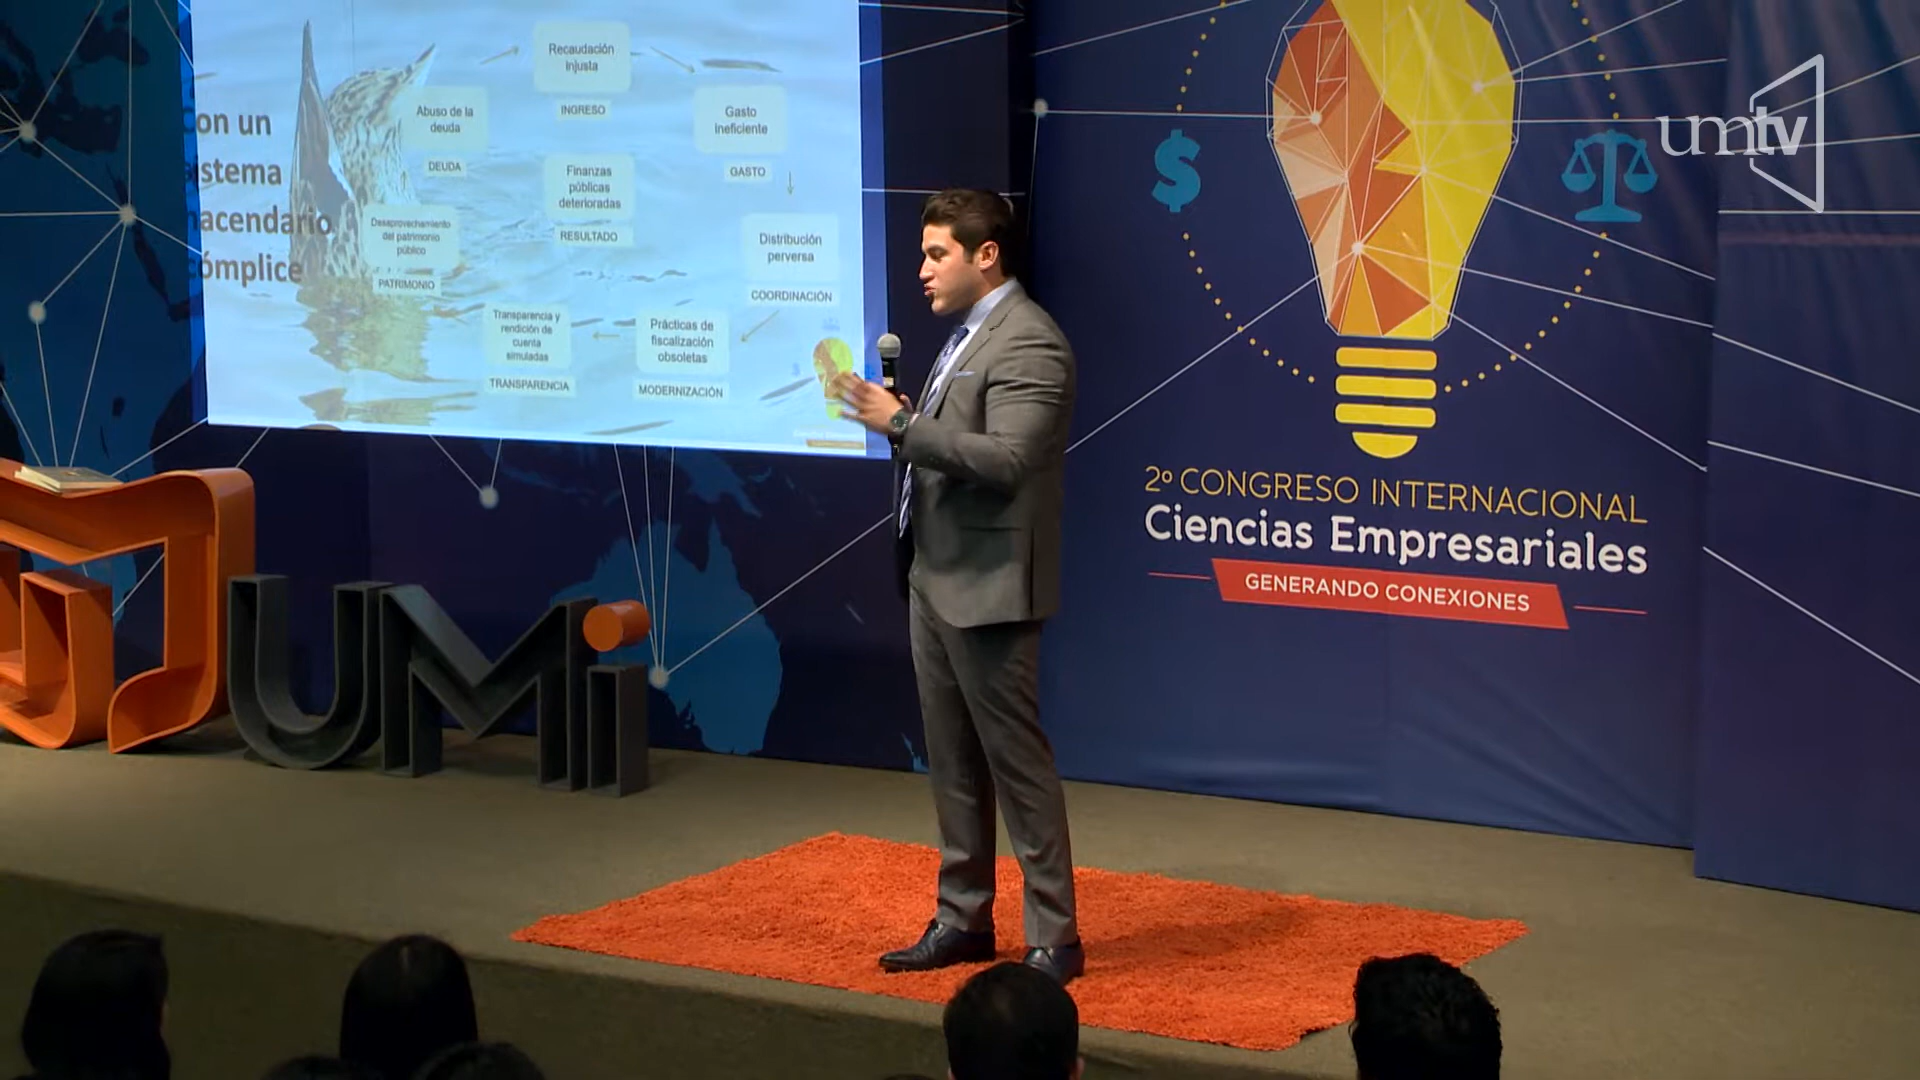 on un
istema
hacendario
cómplice
Recaudación
injusta
INGRESO
Abuso de la
deuda
DEUDA
Gasto
ineficiente
GASTO
Finanzas
públicas
deterioradas
RESULTADO
Desaprovechamiento
del patrimonio
público
PATRIMONIO
Distribución
perversa
COORDINACIÓN
Transparencia y
rendición de
cuenta
simuladas
TRANSPARENCIA
Prácticas de
fiscalización
obsoletas
MODERNIZACIÓN
umtv
$
2º CONGRESO INTERNACIONAL
Ciencias Empresariales
GENERANDO CONEXIONES
UMi